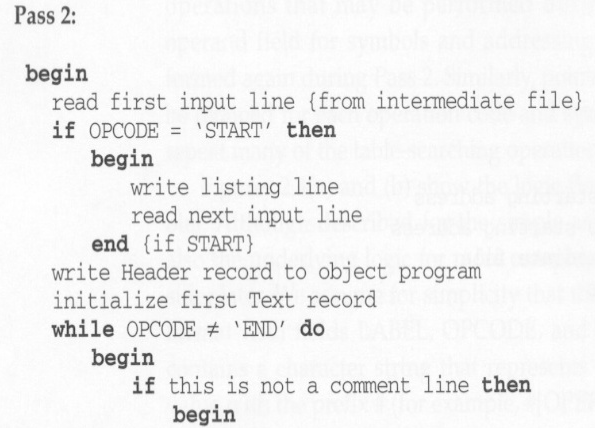 Pass 2:
begin
read first input line {from intermediate file}
if OPCODE = ‘START’ then
begin
write listing line
read next input line
end {if START}
write Header record to object program
initialize first Text record
while OPCODE ≠ ‘END’ do
begin
if this is not a comment line then
begin